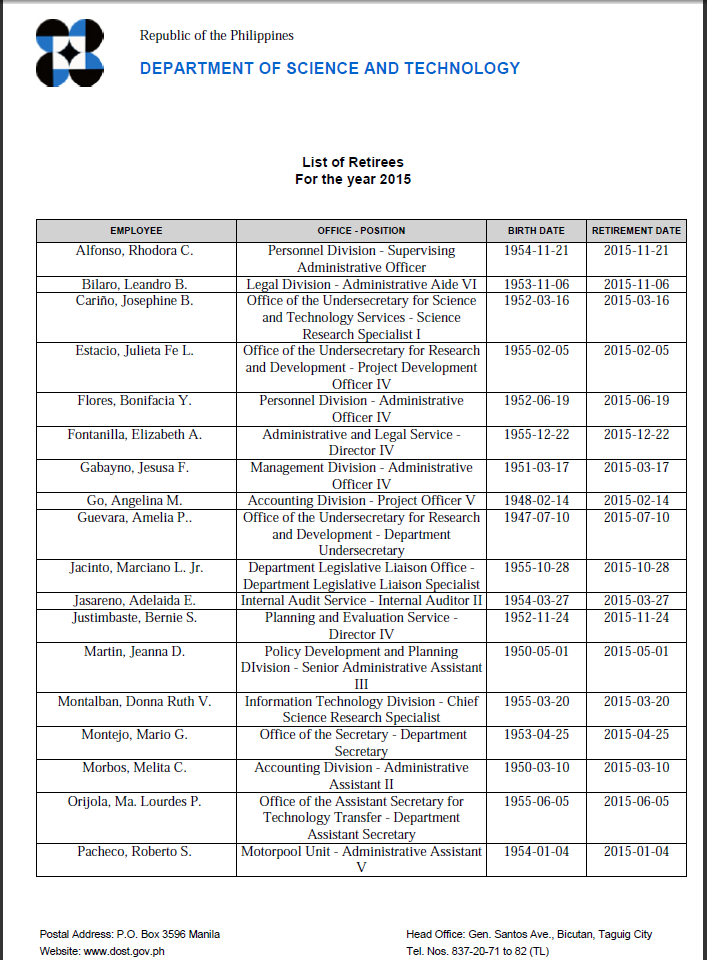 Republic of the Philippines
DEPARTMENT OF SCIENCE AND TECHNOLOGY
List of Retirees
For the year 2015
EMPLOYEE OFFICE - POSITION BIRTH DATE RETIREMENT DATE
Alfonso, Rhodora C. Personnel Division - Supervising 1954-11-21 2015-11-21
Administrative Officer
Bilaro, Leandro B. Legal Division - Administrative Aide VI 1953-11-06 2015-11-06
Cariño, Josephine B. Office of the Undersecretary for Science 1952-03-16 2015-03-16
and Technology Services - Science
Research Specialist I
Estacio, Julieta Fe L. Office of the Undersecretary for Research 1955-02-05 2015-02-05
and Development - Project Development
Officer IV
Flores, Bonifacia Y. Personnel Division - Administrative 1952-06-19 2015-06-19
Officer IV
Fontanilla, Elizabeth A. Administrative and Legal Service - 1955-12-22 2015-12-22
Director IV
Gabayno, Jesusa F. Management Division - Administrative 1951-03-17 2015-03-17
Officer IV
Go, Angelina M. Accounting Division - Project Officer V 1948-02-14 2015-02-14
Guevara, Amelia P.. Office of the Undersecretary for Research 1947-07-10 2015-07-10
and Development - Department
Undersecretary
Jacinto, Marciano L. Jr. Department Legislative Liaison Office - 1955-10-28 2015-10-28
Department Legislative Liaison Specialist
Jasareno, Adelaida E. Internal Audit Service - Internal Auditor II 1954-03-27 2015-03-27
Justimbaste, Bernie S. Planning and Evaluation Service - 1952-11-24 2015-11-24
Director IV
Martin, Jeanna D. Policy Development and Planning 1950-05-01 2015-05-01
DIvision - Senior Administrative Assistant
III
Montalban, Donna Ruth V. Information Technology Division - Chief 1955-03-20 2015-03-20
Science Research Specialist
Montejo, Mario G. Office of the Secretary - Department 1953-04-25 2015-04-25
Secretary
Morbos, Melita C. Accounting Division - Administrative 1950-03-10 2015-03-10
Assistant II
Orijola, Ma. Lourdes P. Office of the Assistant Secretary for 1955-06-05 2015-06-05
Technology Transfer - Department
Assistant Secretary
Pacheco, Roberto S. Motorpool Unit - Administrative Assistant 1954-01-04 2015-01-04
V
Postal Address: P.O. Box 3596 Manila Head Office: Gen. Santos Ave., Bicutan, Taguig City
Website: www.dost.gov.ph Tel. Nos. 837-20-71 to 82 (TL)